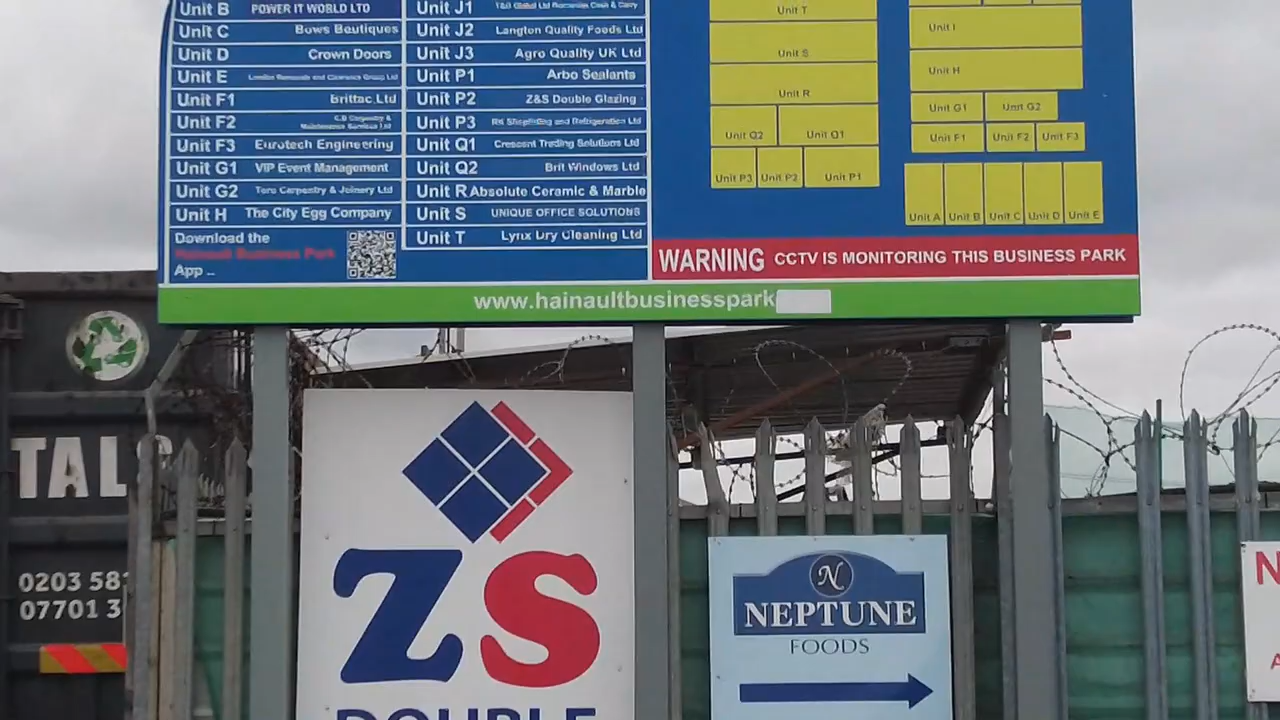 Unit B POWER IT WORLD LTO
Unit C Bows Boutiques
Unit D Crown Doors
Unit E London Removals and Clearance Group Ltd
Unit F1 Brittac Ltd
Unit F2 C.D Carpentry &
Maintenance Services Ltd
Unit F3 Eurotech Engineering
Unit G1 VIP Event Management
Unit G2 Toru Carpentry & Joinery Ltd
Unit H The City Egg Company
Download the
Hainault Business Park
App ..
Unit J1 Ltd Romanian Cash & Carry
Unit J2 Langton Quality Foods Ltd
Unit J3 Agro Quality UK Ltd
Unit P1 Arbo Sealants
Unit P2 Z&S Double Glazing
Unit P3 Shopfitting and Refrigeration Ltd
Unit Q1 Crescent Trading Solutions Ltd
Unit Q2 Brit Windows Ltd
Unit R Absolute Ceramic & Marble
Unit S UNIQUE OFFICE SOLUTIONS
Unit T Lynx Dry Cleaning Ltd
Unit T
Unit S
Unit R
Unit Q2 Unit Q1
Unit P3 Unit P2 Unit P1
Unit I
Unit H
Unit G1 Unit G2
Unit F1 Unit F2 Unit F3
Unit A Unit B Unit C Unit D Unit E
WARNING CCTV IS MONITORING THIS BUSINESS PARK
www.hainaultbusinesspark
TALS
0203 58
07701 3
ZS
DOUBLE
N
NEPTUNE
FOODS
N
A